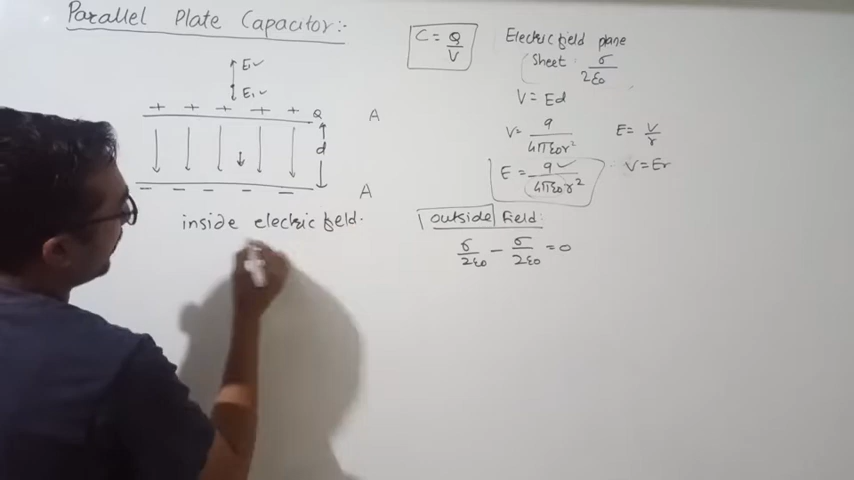 Parallel Plate Capacitor:-
E✓
E₁✓
+ + + + + Q
A
d
- - - - -
A
inside electric field.
C = Q/V
Electric field plane
Sheet : σ/2ε₀
V = Ed
V = q/4πε₀r²
E = V/r
E = q/4πε₀r²
V = Er
outside field:
σ/2ε₀ - σ/2ε₀ = 0